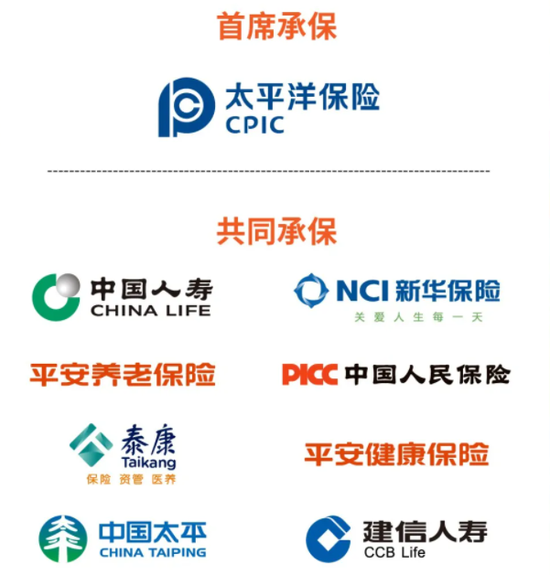 首席承保
太平洋保险
CPIC
共同承保
中国人寿
CHINA LIFE
NCI 新华保险
关爱人生每一天
平安养老保险
PICC 中国人民保险
泰康
Taikang
保险 资管 医养
平安健康保险
中国太平
CHINA TAIPING
建信人寿
CCB Life